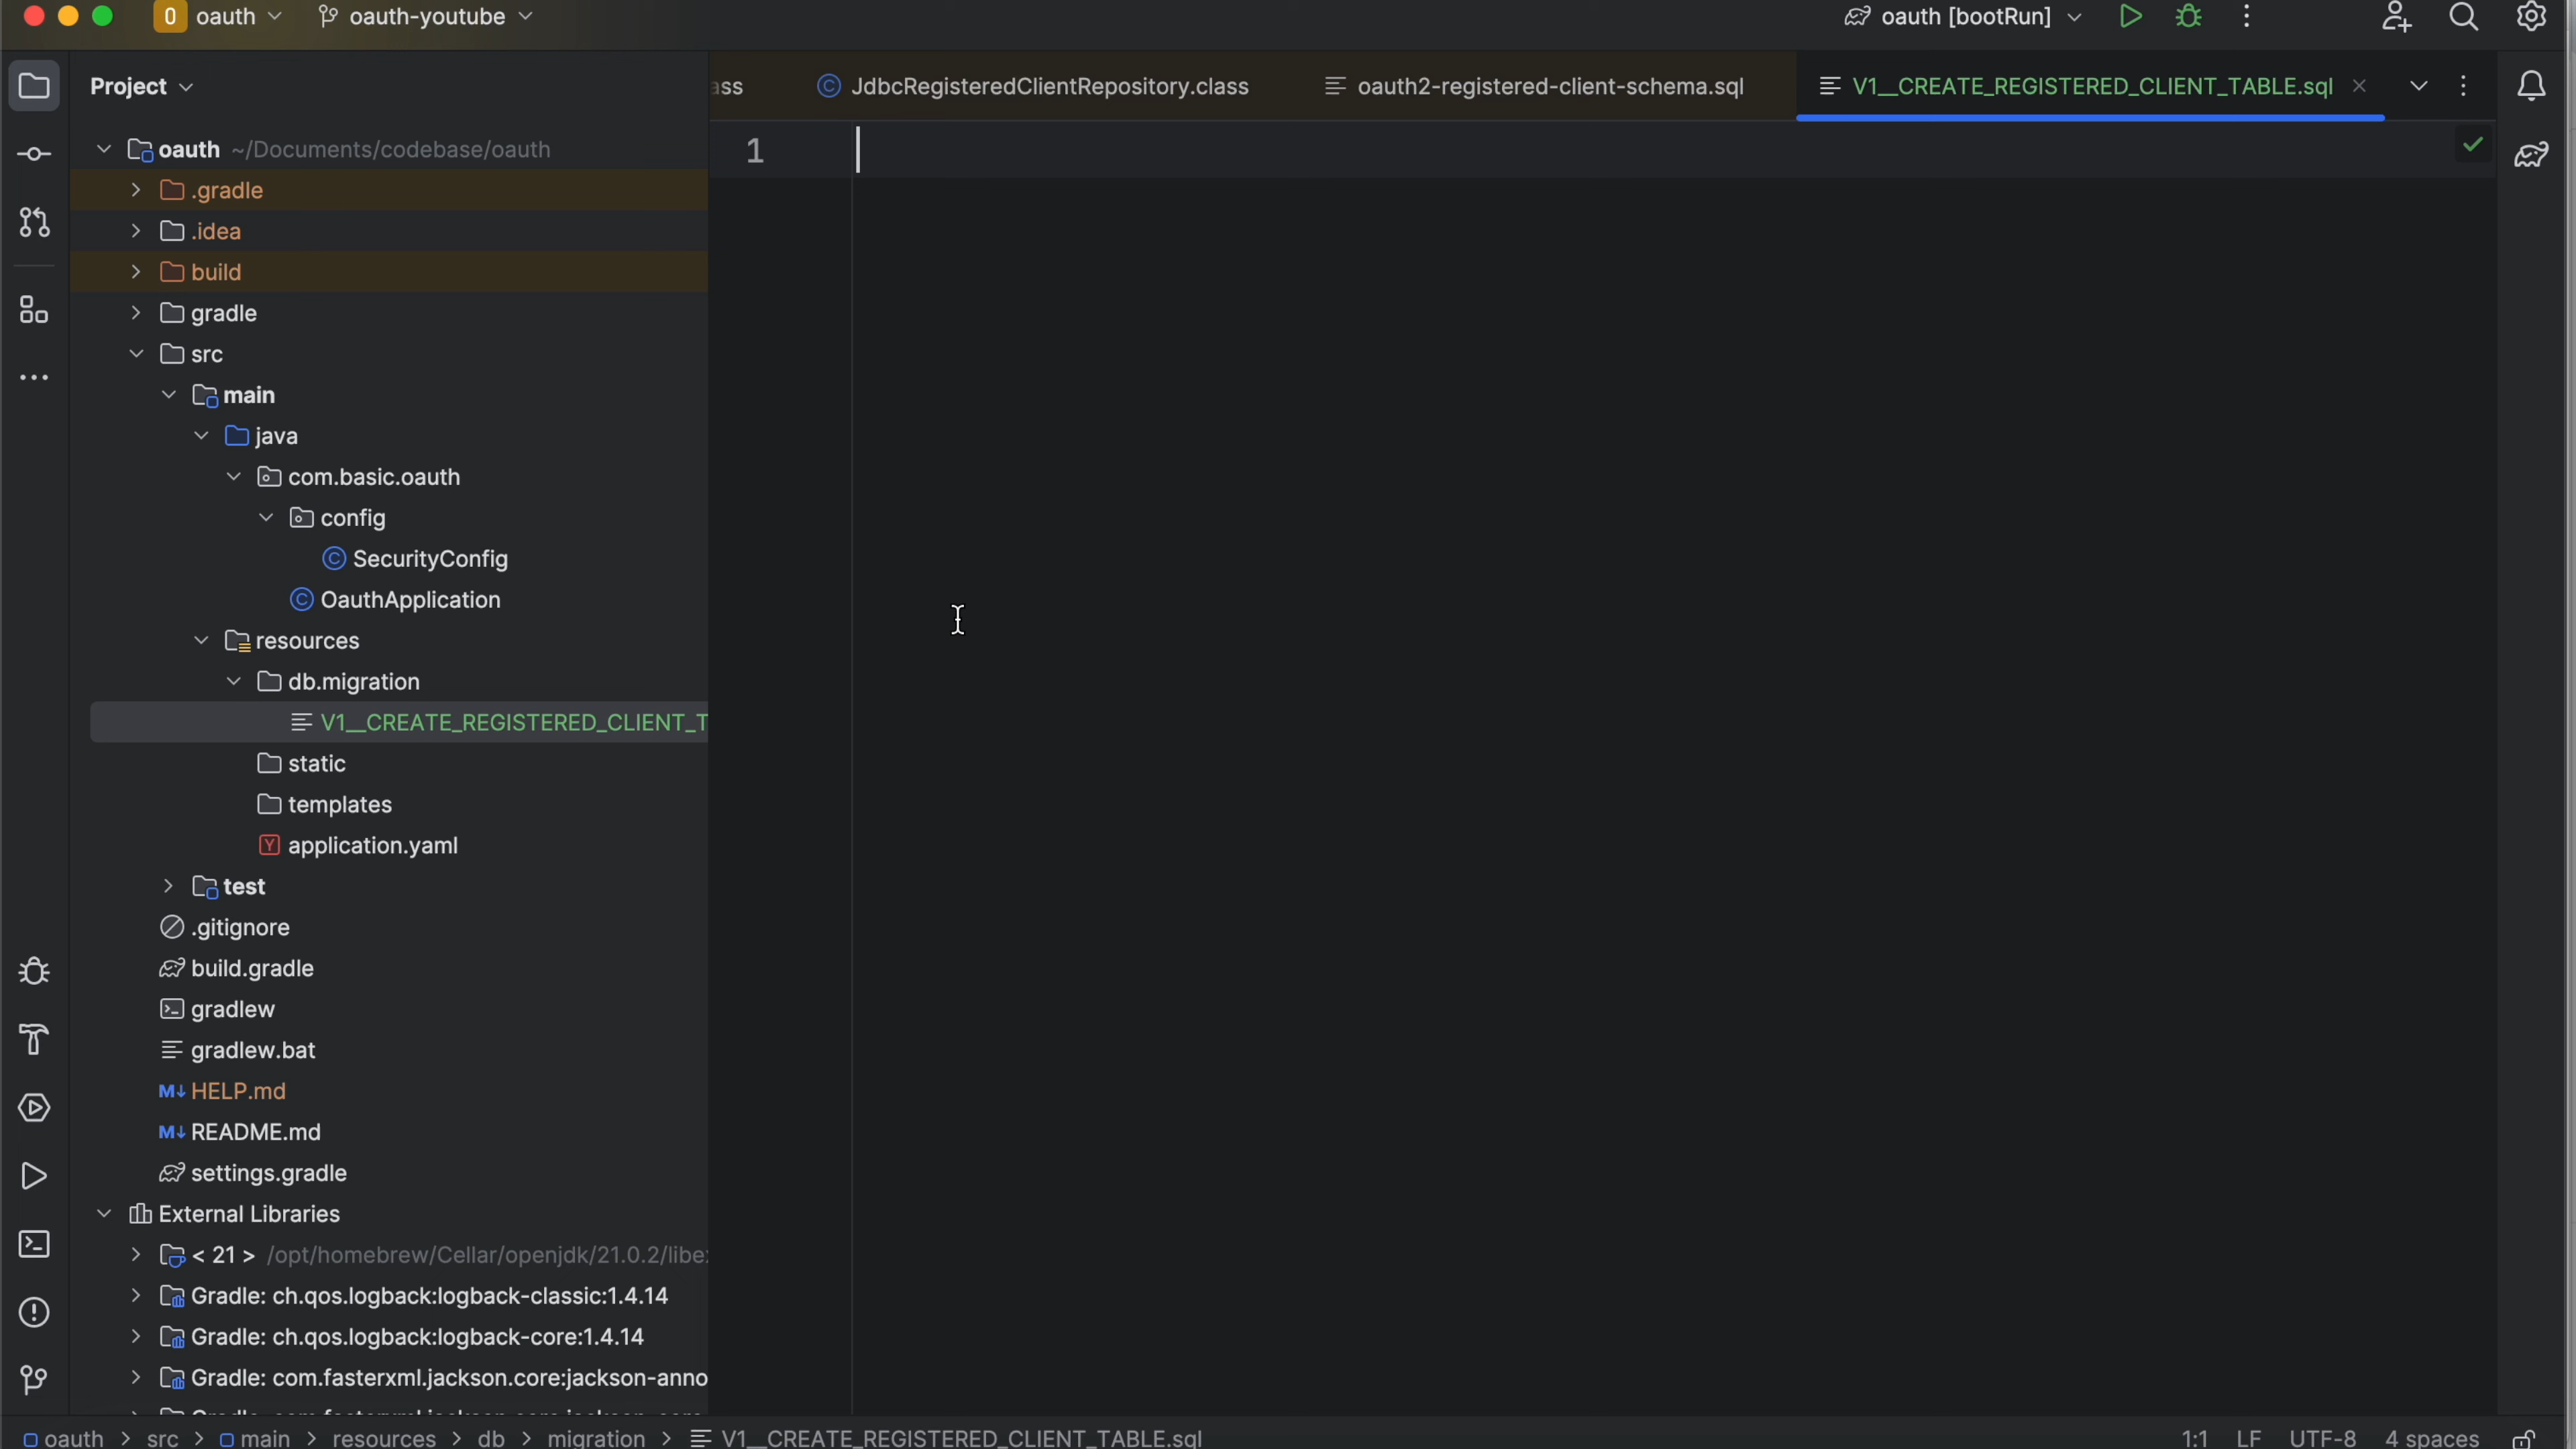 O oauth oauth-youtube oauth [bootRun]
Project
ass JdbcRegisteredClientRepository.class oauth2-registered-client-schema.sql V1__CREATE_REGISTERED_CLIENT_TABLE.sql
1
oauth ~/Documents/codebase/oauth
.gradle
.idea
build
gradle
src
main
java
com.basic.oauth
config
SecurityConfig
OauthApplication
resources
db.migration
V1__CREATE_REGISTERED_CLIENT_T
static
templates
application.yaml
test
.gitignore
build.gradle
gradlew
gradlew.bat
HELP.md
README.md
settings.gradle
External Libraries
< 21 > /opt/homebrew/Cellar/openjdk/21.0.2/libe
Gradle: ch.qos.logback:logback-classic:1.4.14
Gradle: ch.qos.logback:logback-core:1.4.14
Gradle: com.fasterxml.jackson.core:jackson-anno
oauth > src > main > resources > db > migration > V1__CREATE_REGISTERED_CLIENT_TABLE.sql 1:1 LF UTF-8 4 spaces